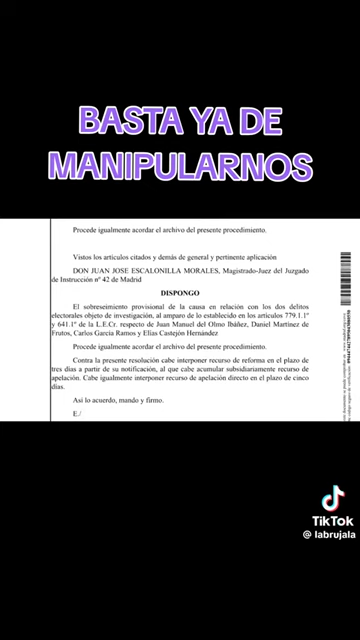 BASTA YA DE
MANIPULARNOS
Procede igualmente acordar el archivo del presente procedimiento.
Vistos los artículos citados y demás de general y pertinente aplicación
DON JUAN JOSE ESCALONILLA MORALES, Magistrado-Juez del Juzgado
de Instrucción nº 42 de Madrid
DISPONGO
El sobreseimiento provisional de la causa en relación con los dos delitos
electorales objeto de investigación, al amparo de lo establecido en los artículos 779.1.1ª
y 641.1º de la L.E.Cr. respecto de Juan Manuel del Olmo Ibáñez, Daniel Martínez de
Frutos, Carlos García Ramos y Elías Castejón Hernández
Procede igualmente acordar el archivo del presente procedimiento.
Contra la presente resolución cabe interponer recurso de reforma en el plazo de
tres días a partir de su notificación, al que cabe acumular subsidiariamente recurso de
apelación. Cabe igualmente interponer recurso de apelación directo en el plazo de cinco
días.
Así lo acuerdo, mando y firmo.
E./
TikTok
@ labrujala